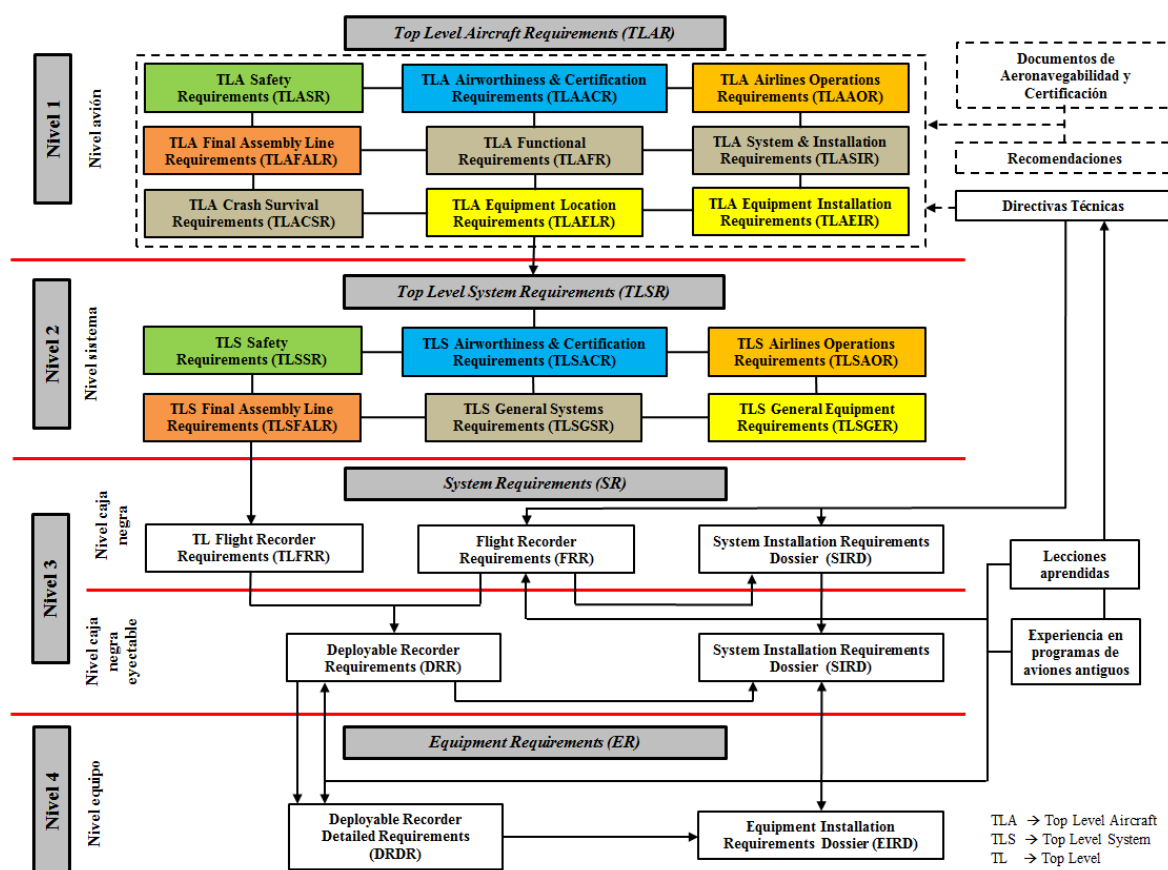 Top Level Aircraft Requirements (TLAR)
Nivel 1
Nivel avión
TLA Safety
Requirements (TLASR)
TLA Airworthiness & Certification
Requirements (TLAACR)
TLA Airlines Operations
Requirements (TLAAOR)
TLA Final Assembly Line
Requirements (TLAFALR)
TLA Functional
Requirements (TLAFR)
TLA System & Installation
Requirements (TLASIR)
TLA Crash Survival
Requirements (TLACSR)
TLA Equipment Location
Requirements (TLAELR)
TLA Equipment Installation
Requirements (TLAEIR)
Documentos de
Aeronavegabilidad y
Certificación
Recomendaciones
Directivas Técnicas
Top Level System Requirements (TLSR)
Nivel 2
Nivel sistema
TLS Safety
Requirements (TLSSR)
TLS Airworthiness & Certification
Requirements (TLSACR)
TLS Airlines Operations
Requirements (TLSAOR)
TLS Final Assembly Line
Requirements (TLSFALR)
TLS General Systems
Requirements (TLSGSR)
TLS General Equipment
Requirements (TLSGER)
System Requirements (SR)
Nivel 3
Nivel caja
negra
TL Flight Recorder
Requirements (TLFRR)
Flight Recorder
Requirements (FRR)
System Installation Requirements
Dossier (SIRD)
Lecciones
aprendidas
Nivel caja
negra
eyectable
Deployable Recorder
Requirements (DRR)
System Installation Requirements
Dossier (SIRD)
Experiencia en
programas de
aviones antiguos
Equipment Requirements (ER)
Nivel 4
Nivel equipo
Deployable Recorder
Detailed Requirements
(DRDR)
Equipment Installation
Requirements Dossier (EIRD)
TLA → Top Level Aircraft
TLS → Top Level System
TL → Top Level